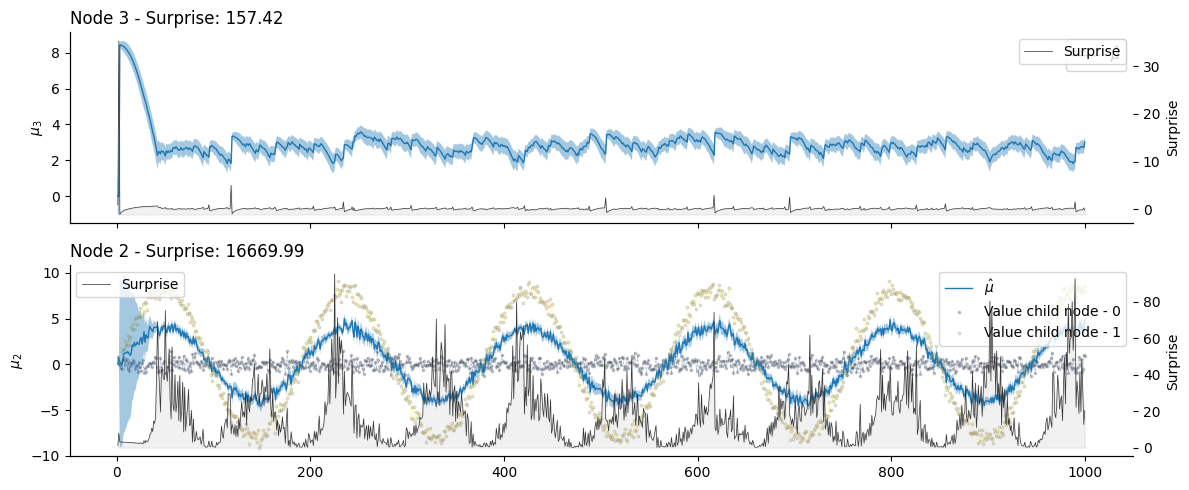 Node 3 - Surprise: 157.42
8
6
4
2
0
μ3
Surprise
30
20
10
0
Surprise
Node 2 - Surprise: 16669.99
10
5
0
−5
−10
μ2
Surprise
μ̂
Value child node - 0
Value child node - 1
80
60
40
20
0
Surprise
0
200
400
600
800
1000